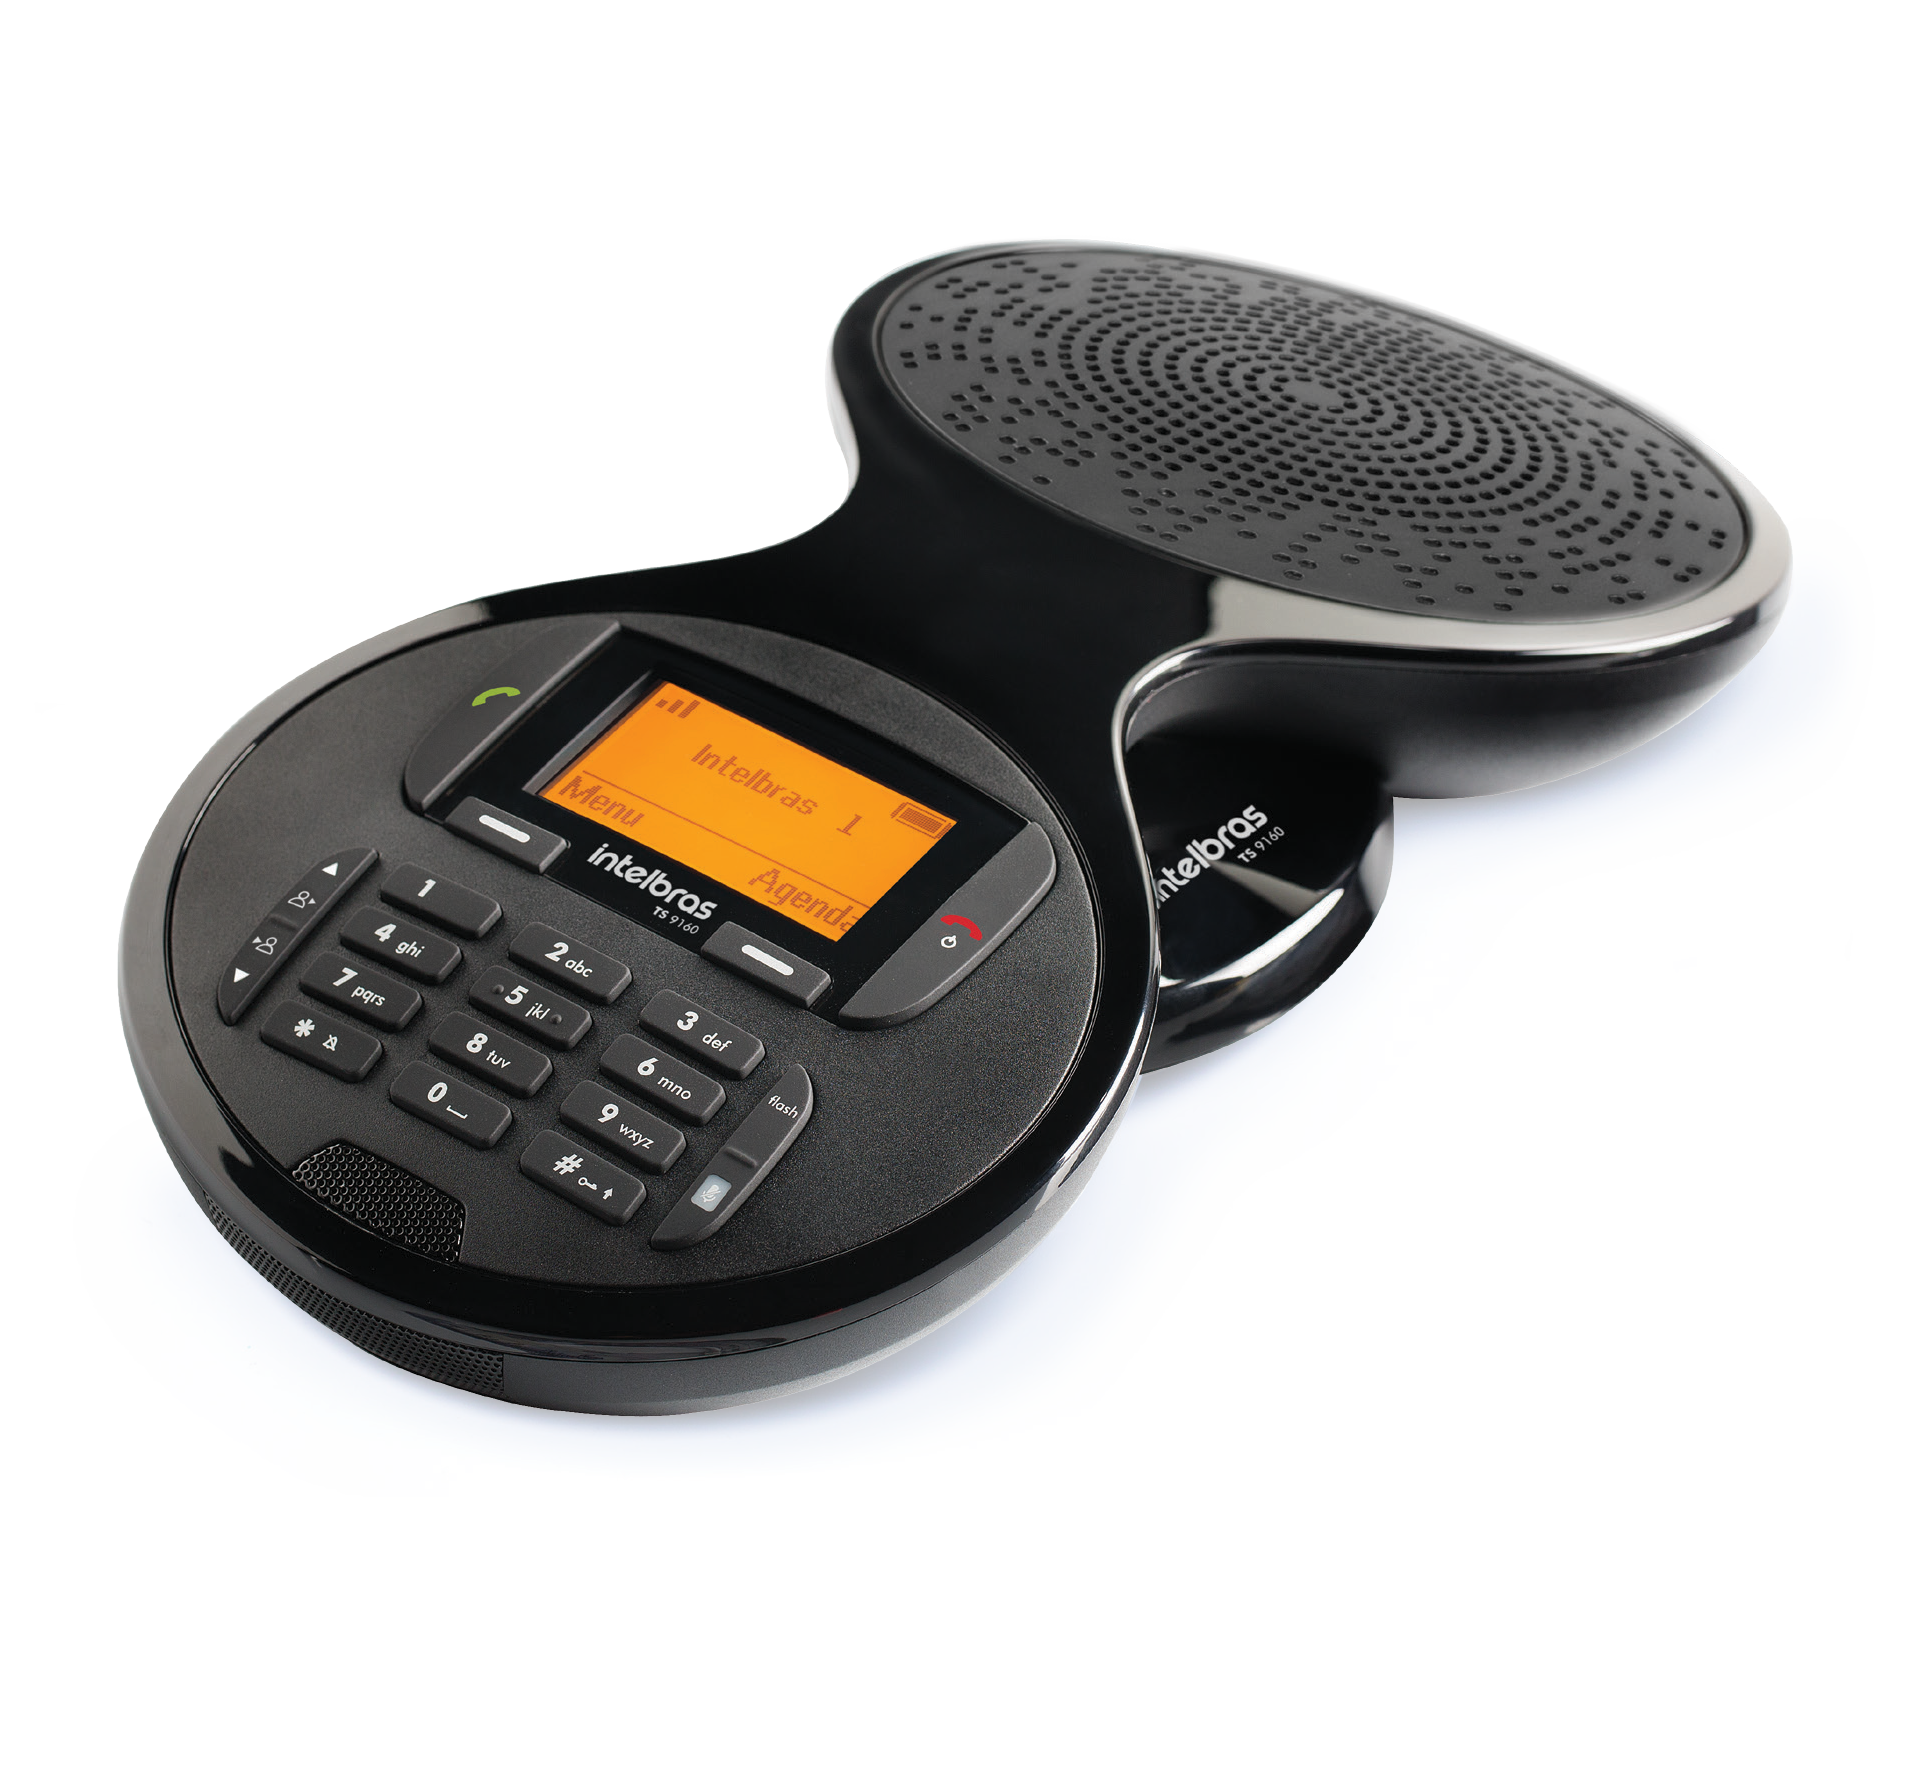 Intelbras 1
Menu
Agenda
intelbras
TS 9160
1
2 abc
3 def
4 ghi
5 jkl
6 mno
7 pqrs
8 tuv
9 wxyz
*
0
#
flash
intelbras
TS 9160